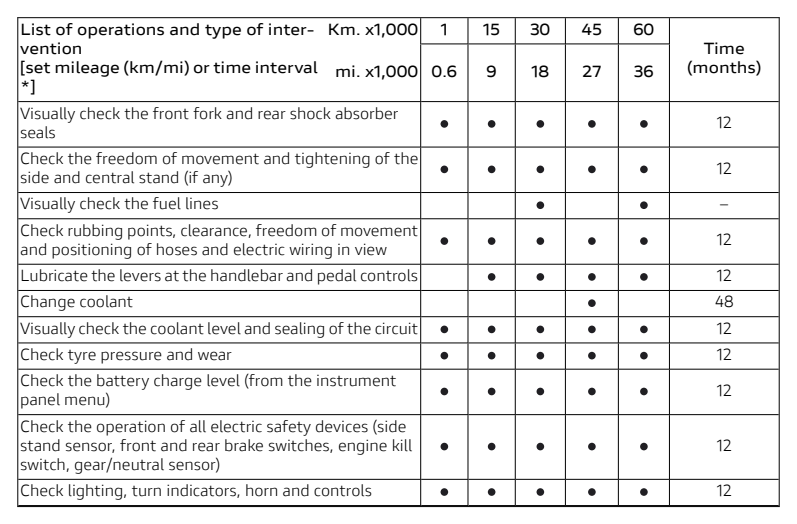 List of operations and type of inter- Km. x1,000 1 15 30 45 60 Time
vention
[set mileage (km/mi) or time interval mi. x1,000 0.6 9 18 27 36 (months)
*]
Visually check the front fork and rear shock absorber
seals ● ● ● ● ● 12
Check the freedom of movement and tightening of the
side and central stand (if any) ● ● ● ● ● 12
Visually check the fuel lines ● ● –
Check rubbing points, clearance, freedom of movement
and positioning of hoses and electric wiring in view ● ● ● ● ● 12
Lubricate the levers at the handlebar and pedal controls ● ● ● ● 12
Change coolant ● 48
Visually check the coolant level and sealing of the circuit ● ● ● ● ● 12
Check tyre pressure and wear ● ● ● ● ● 12
Check the battery charge level (from the instrument
panel menu) ● ● ● ● ● 12
Check the operation of all electric safety devices (side
stand sensor, front and rear brake switches, engine kill ● ● ● ● ● 12
switch, gear/neutral sensor)
Check lighting, turn indicators, horn and controls ● ● ● ● ● 12